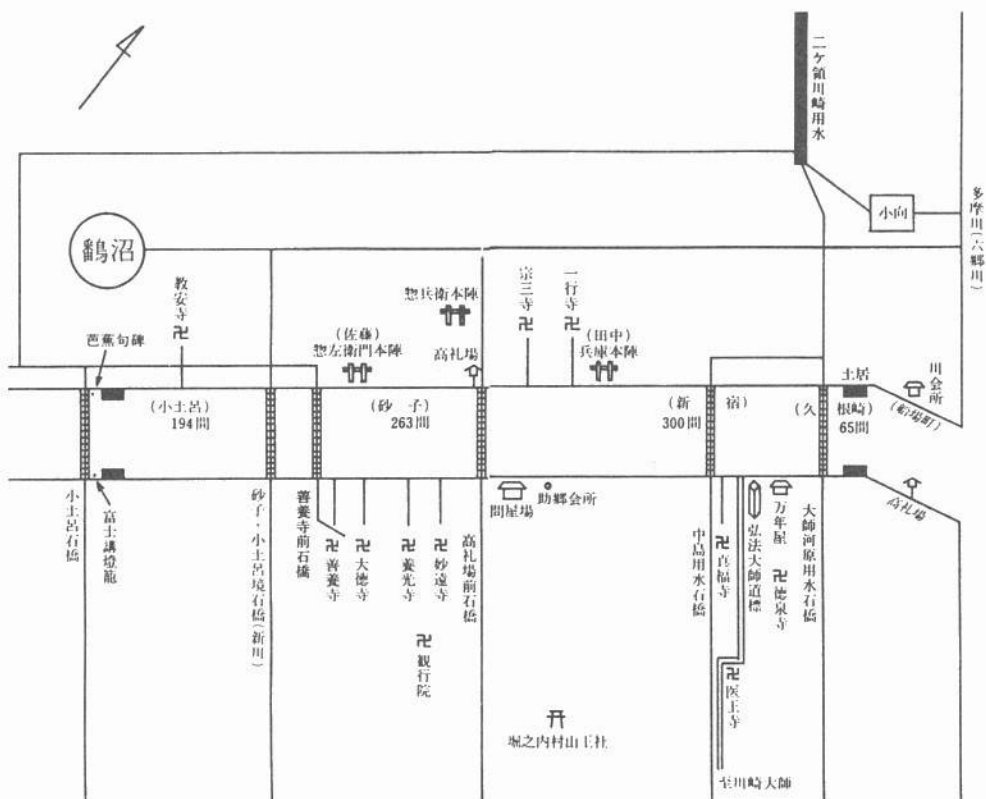 二ケ領川崎用水
多摩川(六郷川)
小向
鸛沼
教安寺
芭蕉句碑
(佐藤)
惣左衛門本陣
惣兵衛本陣
高札場
宗三寺
一行寺
(田中)
兵庫本陣
土居
川会所
(船場町)
(小土呂)
194間
(砂 子)
263間
(新 宿)
300間
(久 根崎)
65間
高札場
小土呂石橋
富士講燈籠
砂子・小土呂境石橋(新川)
善養寺前石橋
善養寺
大徳寺
養光寺
妙遠寺
観行院
高札場前石橋
問屋場
助郷会所
中島用水石橋
真福寺
弘法大師道標
万年屋
徳泉寺
大師河原用水石橋
医王寺
堀之内村山王社
至川崎大師